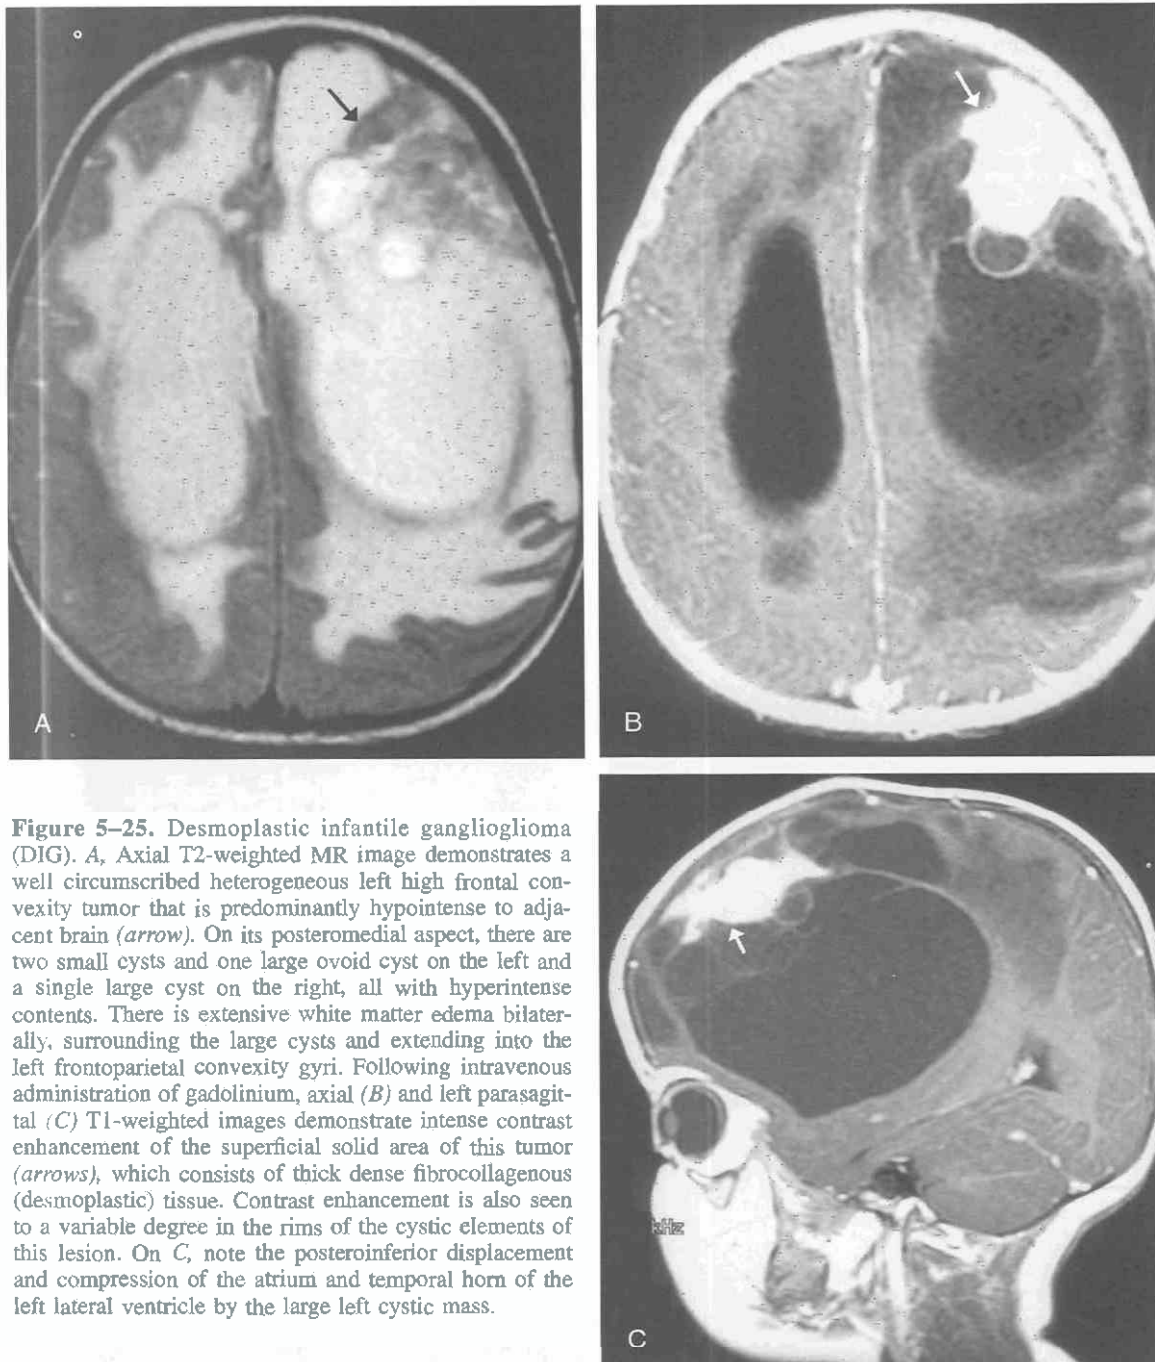 A
B
Figure 5–25. Desmoplastic infantile ganglioglioma
(DIG). A, Axial T2-weighted MR image demonstrates a
well circumscribed heterogeneous left high frontal con-
vexity tumor that is predominantly hypointense to adja-
cent brain (arrow). On its posteromedial aspect, there are
two small cysts and one large ovoid cyst on the left and
a single large cyst on the right, all with hyperintense
contents. There is extensive white matter edema bilater-
ally, surrounding the large cysts and extending into the
left frontoparietal convexity gyri. Following intravenous
administration of gadolinium, axial (B) and left parasagit-
tal (C) T1-weighted images demonstrate intense contrast
enhancement of the superficial solid area of this tumor
(arrows), which consists of thick dense fibrocollagenous
(desmoplastic) tissue. Contrast enhancement is also seen
to a variable degree in the rims of the cystic elements of
this lesion. On C, note the posteroinferior displacement
and compression of the atrium and temporal horn of the
left lateral ventricle by the large left cystic mass.
C